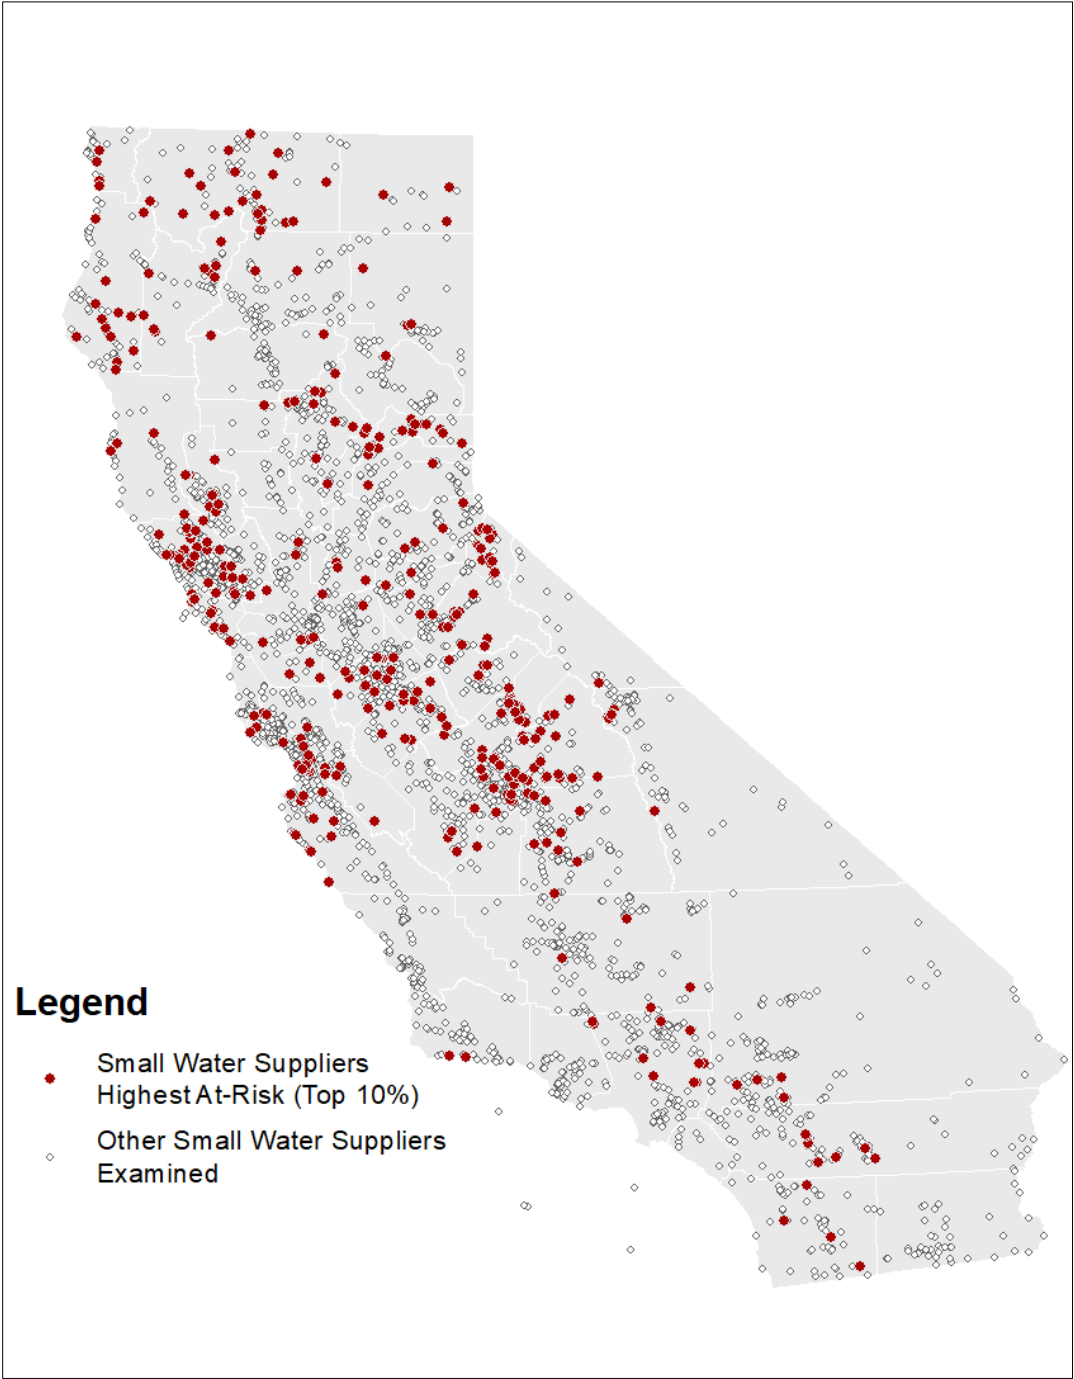 Legend
Small Water Suppliers
Highest At-Risk (Top 10%)
Other Small Water Suppliers
Examined